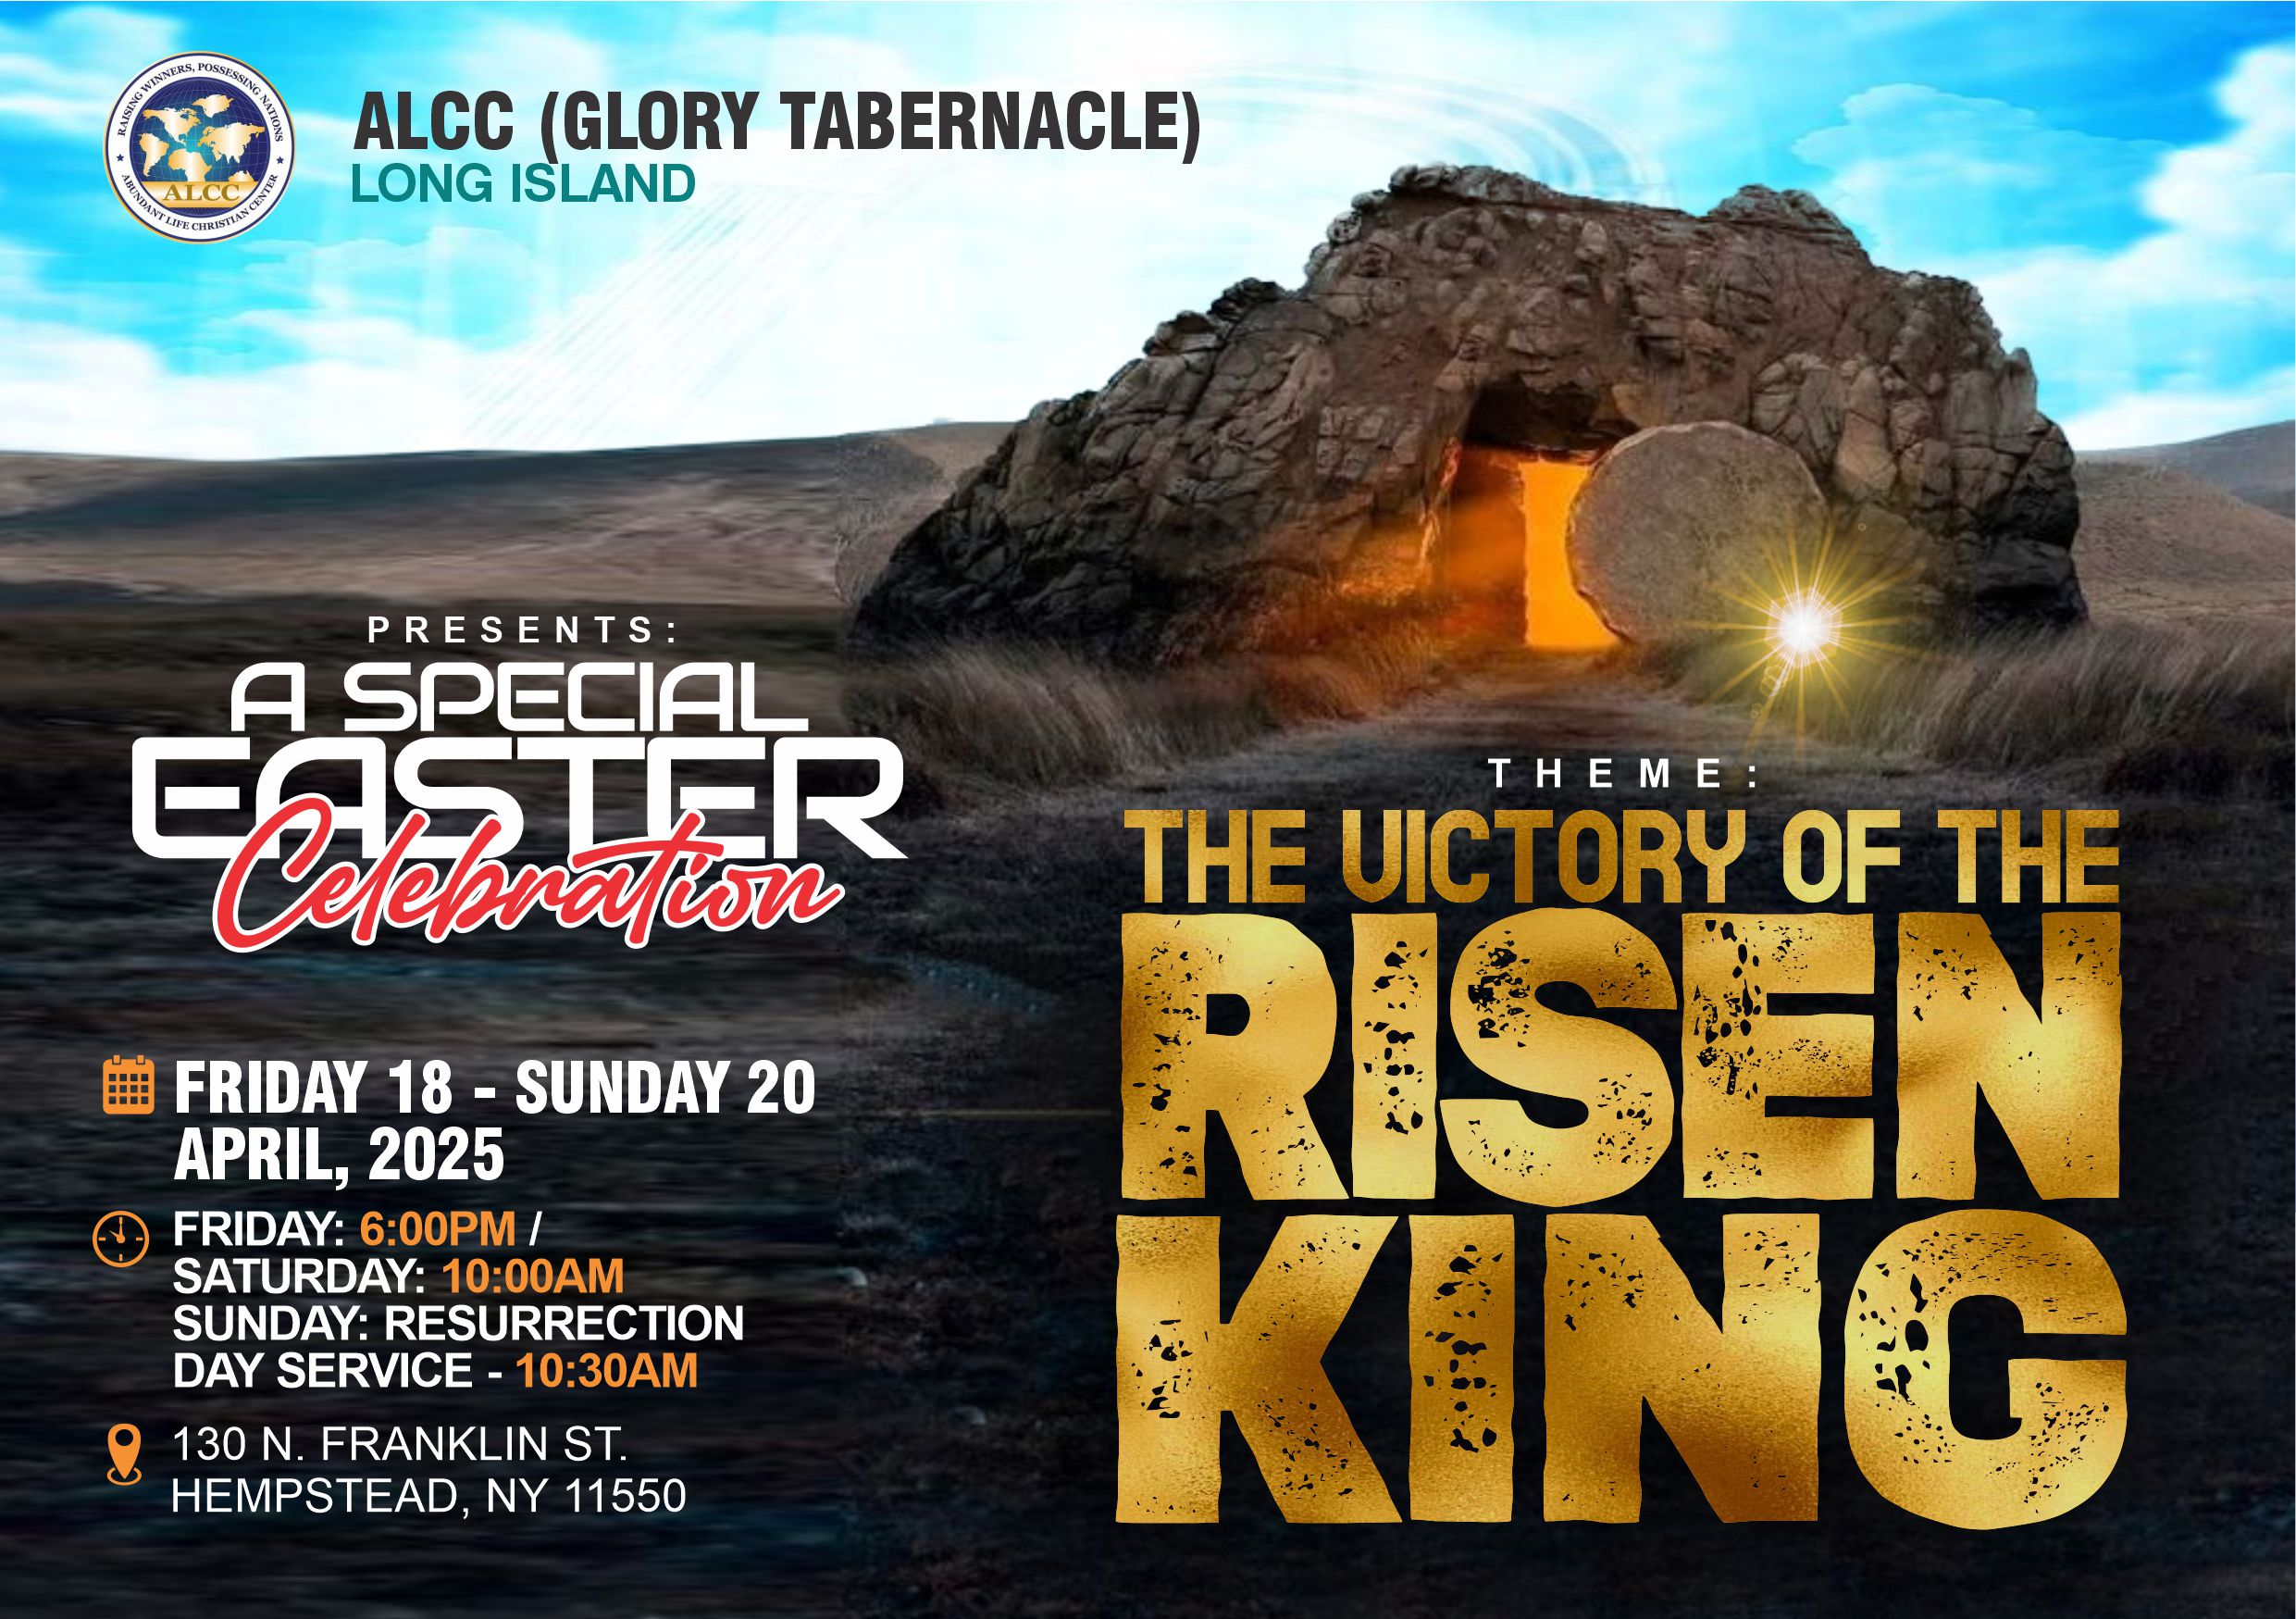 RAISING WINNERS, POSSESSING NATIONS
ALCC
ABUNDANT LIFE CHRISTIAN CENTER
ALCC (GLORY TABERNACLE)
LONG ISLAND
PRESENTS:
A SPECIAL
EASTER
Celebration
FRIDAY 18 - SUNDAY 20
APRIL, 2025
FRIDAY: 6:00PM /
SATURDAY: 10:00AM
SUNDAY: RESURRECTION
DAY SERVICE - 10:30AM
130 N. FRANKLIN ST.
HEMPSTEAD, NY 11550
THEME:
THE VICTORY OF THE
RISEN
KING